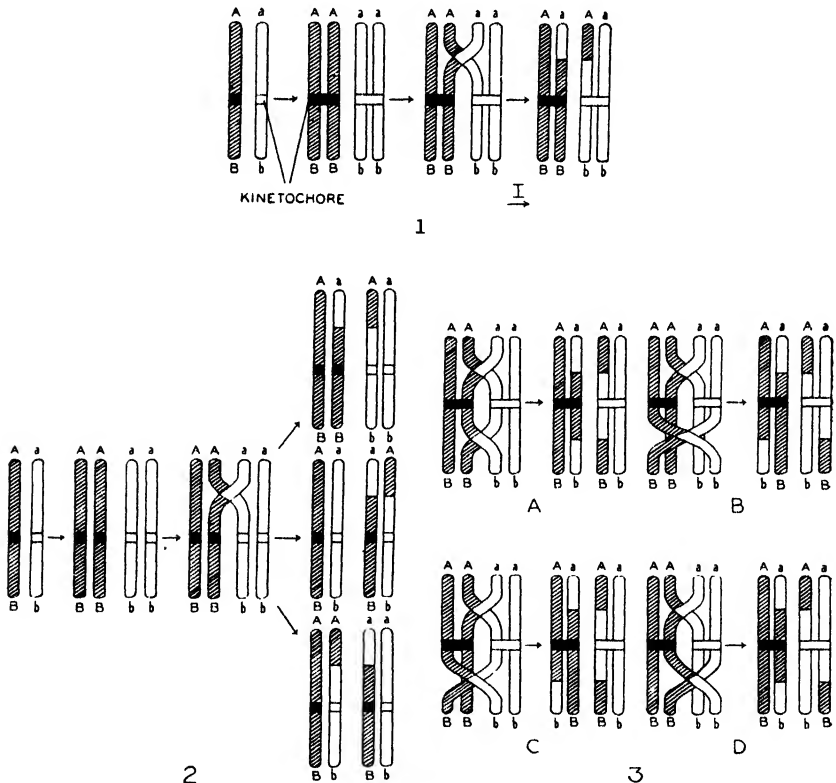 A a A A a a A A a a A a A a
B b B B b b B B b b B B b b
KINETOCHORE I
1
A a A a
B B b b
A a A A a a A A a a A a a A
B b B B b b B B b b B b B b
A A a a
B b B b
2
A A a a A a A a A A a a A a A a
B B b b B b B b B B b b b B b B
A B
A A a a A a A a A A a a A a A a
B B b b b B B b B B b b B b b B
C D
3